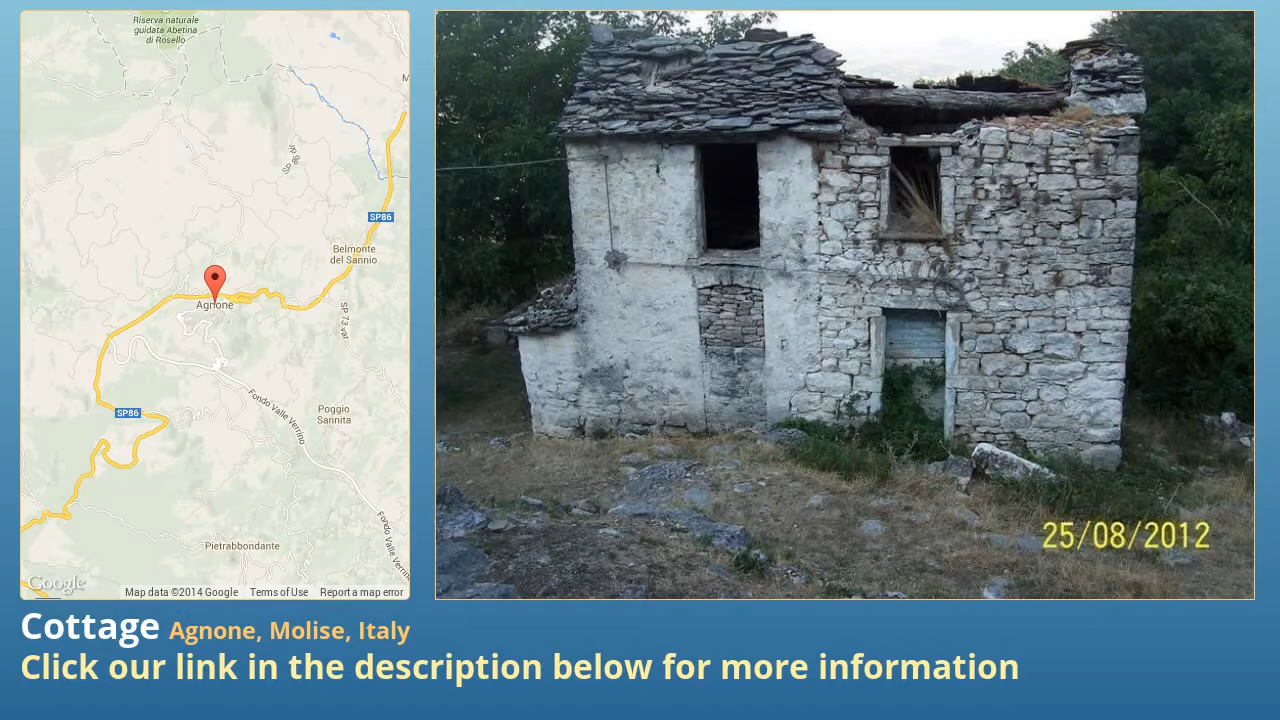 Riserva naturale
guidata Abetina
di Rosello
M
SP 86 dir
SP86
Belmonte
del Sannio
Agnone
SP 73 var
SP86
Fondo Valle Verrino
Poggio
Sannita
Fondo Valle Verrino
Pietrabbondante
Google
Map data ©2014 Google Terms of Use Report a map error
25/08/2012
Cottage Agnone, Molise, Italy
Click our link in the description below for more information